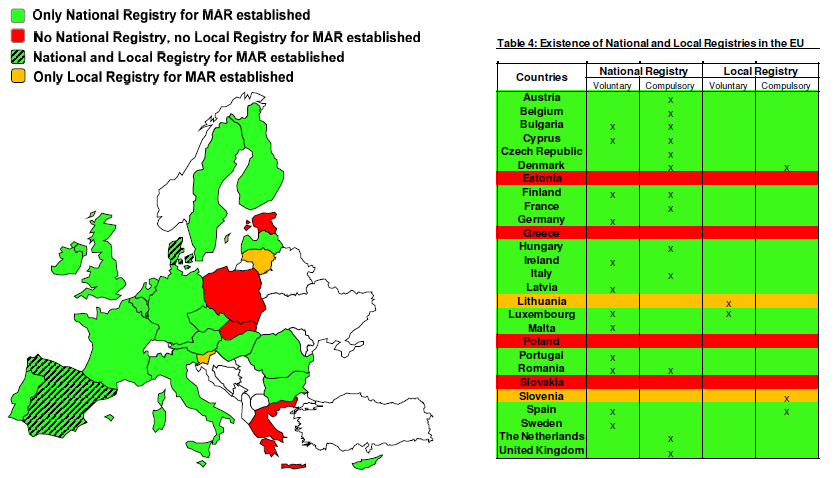 Only National Registry for MAR established
No National Registry, no Local Registry for MAR established
National and Local Registry for MAR established
Only Local Registry for MAR established
Table 4: Existence of National and Local Registries in the EU
Countries National Registry Local Registry
Voluntary Compulsory Voluntary Compulsory
Austria x
Belgium x
Bulgaria x x
Cyprus x x
Czech Republic x
Denmark x x
Estonia
Finland x x
France x
Germany x
Greece
Hungary x
Ireland x
Italy x
Latvia x
Lithuania x
Luxembourg x x
Malta x
Poland
Portugal x
Romania x x
Slovakia
Slovenia x
Spain x x
Sweden x
The Netherlands x
United Kingdom x